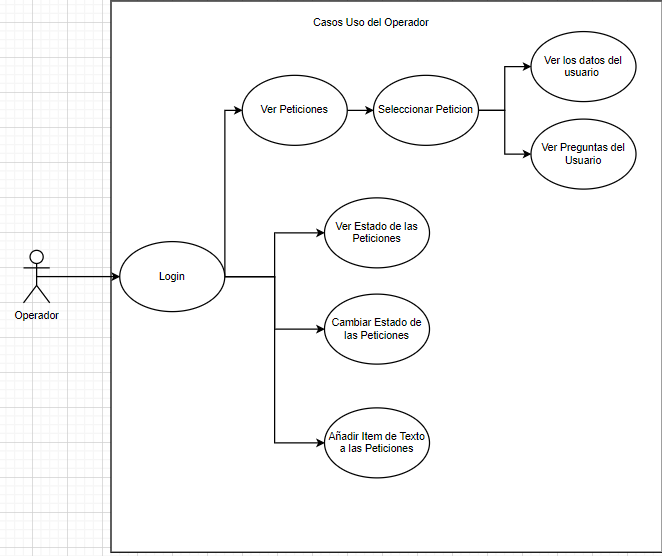 Casos Uso del Operador
Ver los datos del
usuario
Ver Peticiones
Seleccionar Peticion
Ver Preguntas del
Usuario
Ver Estado de las
Peticiones
Login
Operador
Cambiar Estado de
las Peticiones
Añadir Item de Texto
a las Peticiones